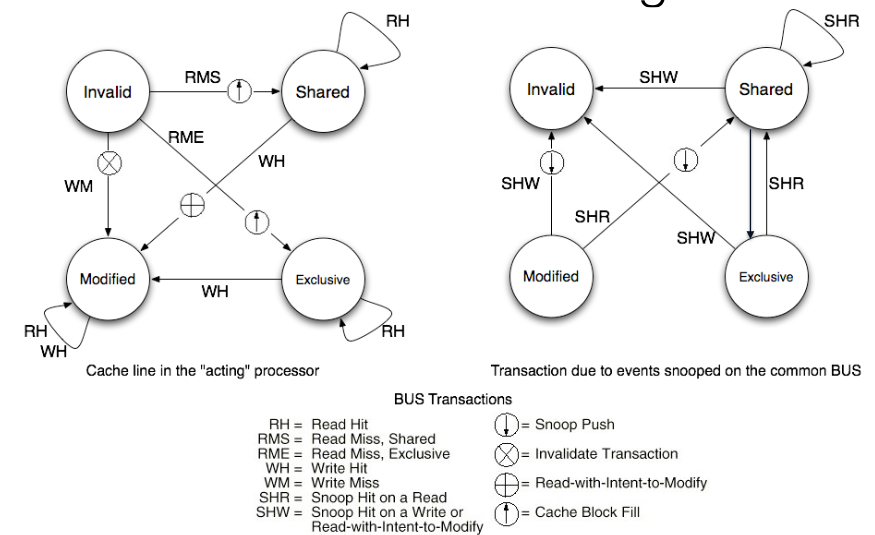 RH
SHR
Invalid
RMS
Shared
Invalid
SHW
Shared
RME
WH
WM
SHW
SHR
SHR
SHW
Modified
WH
Exclusive
Modified
Exclusive
RH
WH
RH
Cache line in the "acting" processor
Transaction due to events snooped on the common BUS
BUS Transactions
RH = Read Hit
RMS = Read Miss, Shared
RME = Read Miss, Exclusive
WH = Write Hit
WM = Write Miss
SHR = Snoop Hit on a Read
SHW = Snoop Hit on a Write or
Read-with-Intent-to-Modify
= Snoop Push
= Invalidate Transaction
= Read-with-Intent-to-Modify
= Cache Block Fill